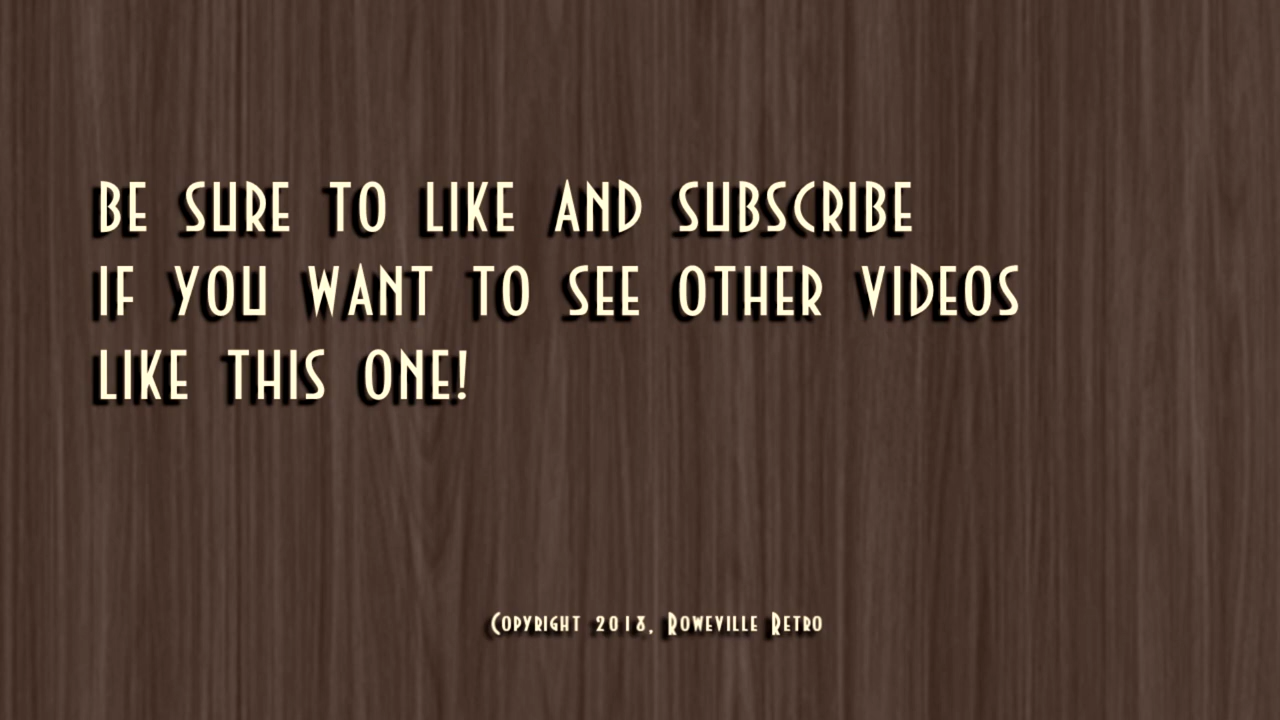 BE SURE TO LIKE AND SUBSCRIBE
IF YOU WANT TO SEE OTHER VIDEOS
LIKE THIS ONE!
COPYRIGHT 2018, ROWEVILLE RETRO